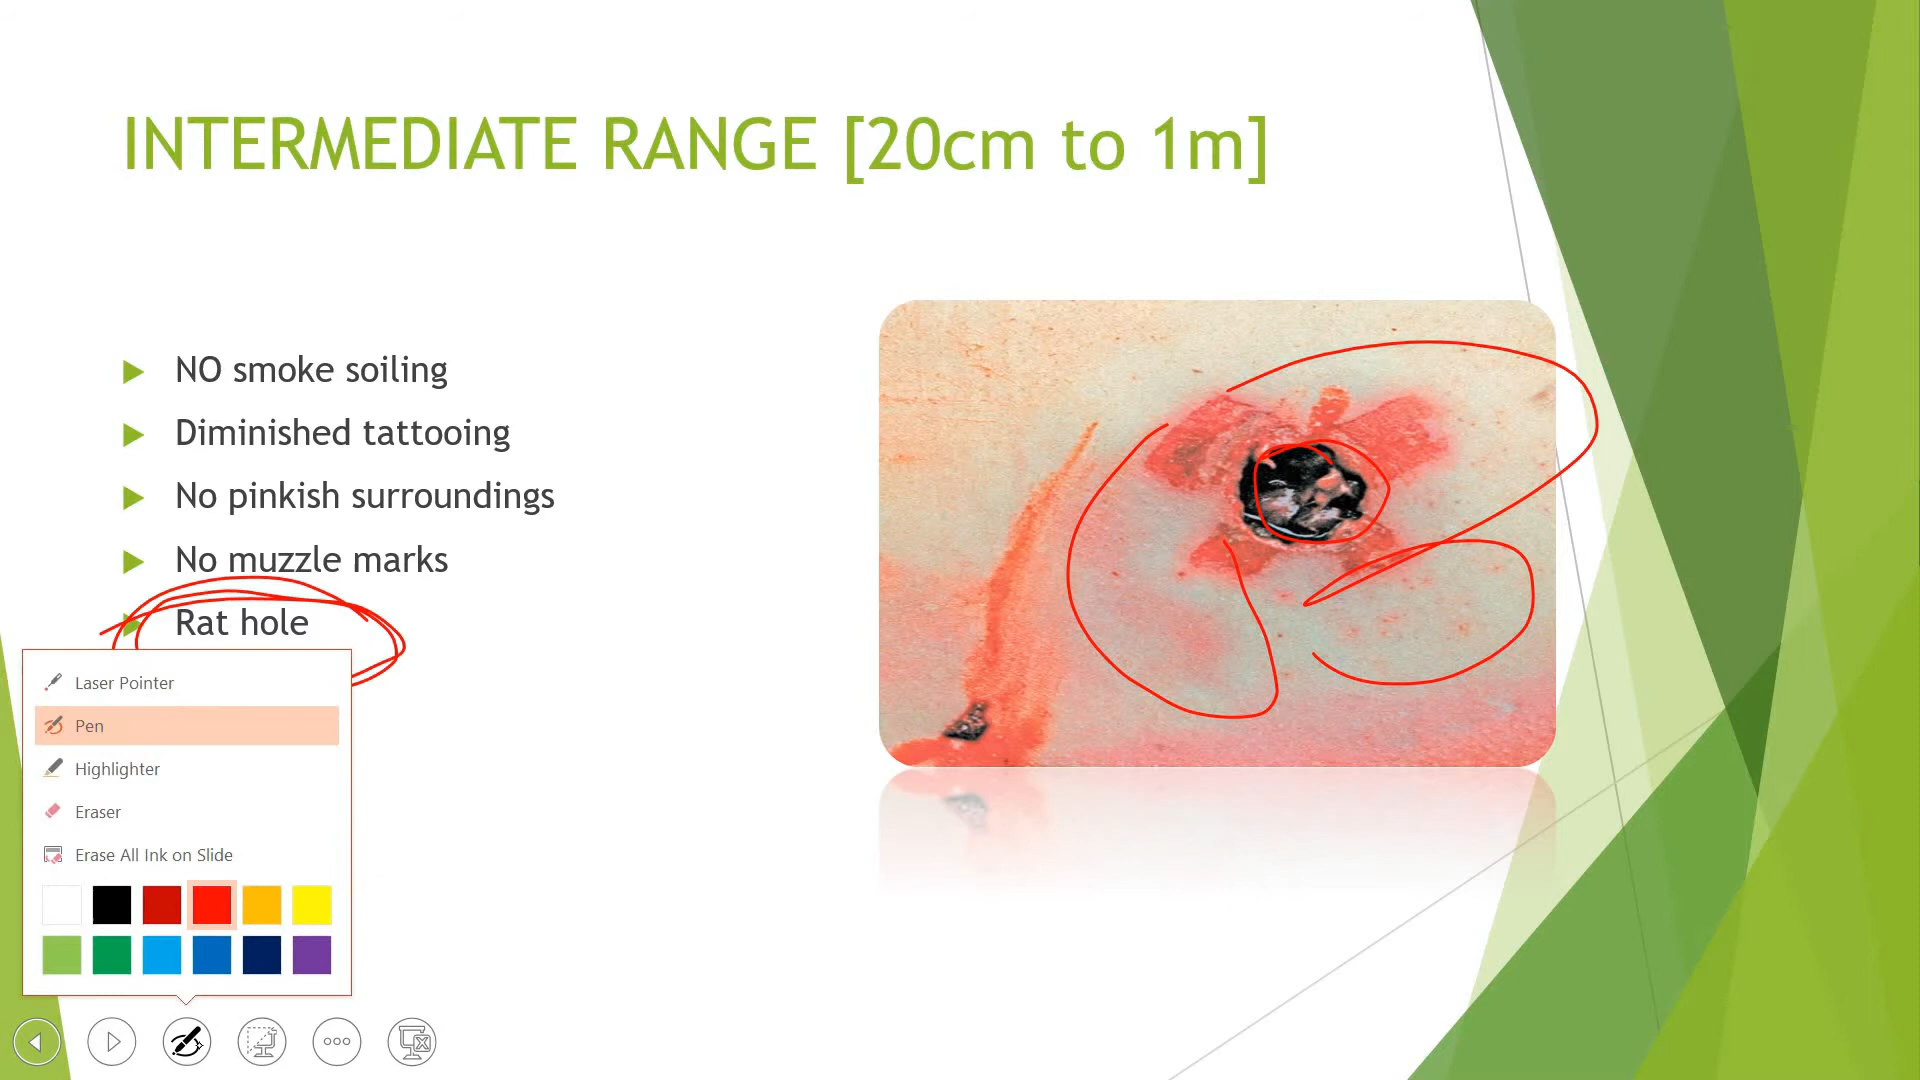 INTERMEDIATE RANGE [20cm to 1m]
NO smoke soiling
Diminished tattooing
No pinkish surroundings
No muzzle marks
Rat hole
Laser Pointer
Pen
Highlighter
Eraser
Erase All Ink on Slide